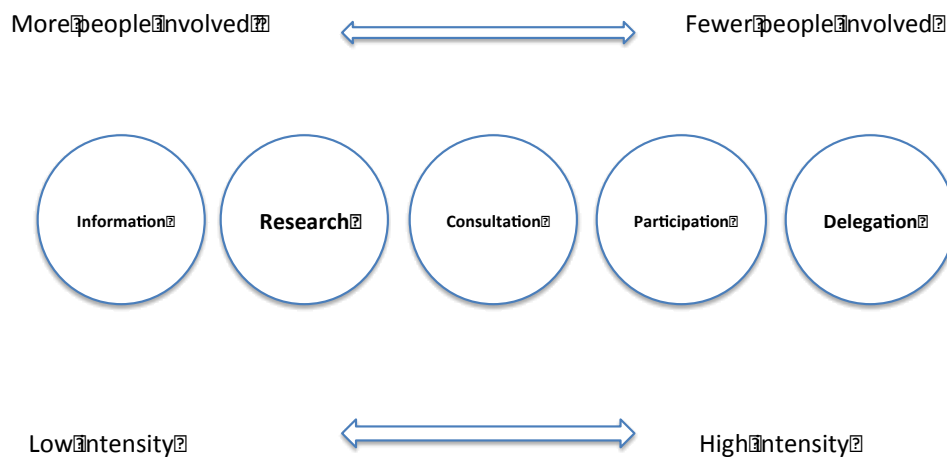 More people involved
Fewer people involved
Information
Research
Consultation
Participation
Delegation
Low intensity
High intensity